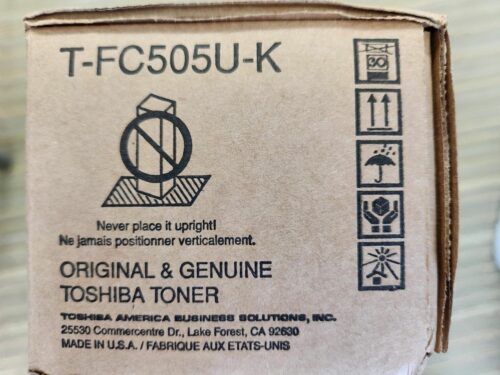 T-FC505U-K
30
Never place it upright!
Ne jamais positionner verticalement.
ORIGINAL & GENUINE
TOSHIBA TONER
TOSHIBA AMERICA BUSINESS SOLUTIONS, INC.
25530 Commercentre Dr., Lake Forest, CA 92630
MADE IN U.S.A. / FABRIQUE AUX ETATS-UNIS